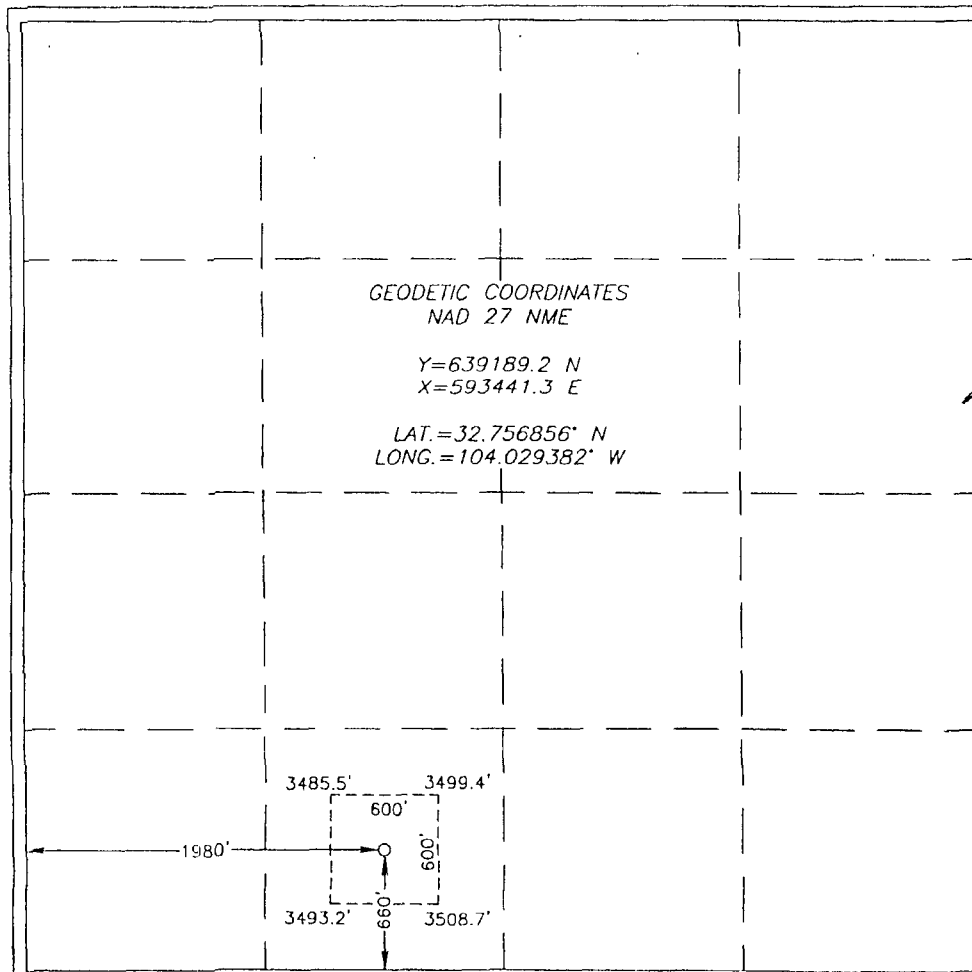 GEODETIC COORDINATES
NAD 27 NME
Y=639189.2 N
X=593441.3 E
LAT.=32.756856° N
LONG.=104.029382° W
3485.5' 3499.4'
600'
600'
1980'
660'
3493.2' 3508.7'